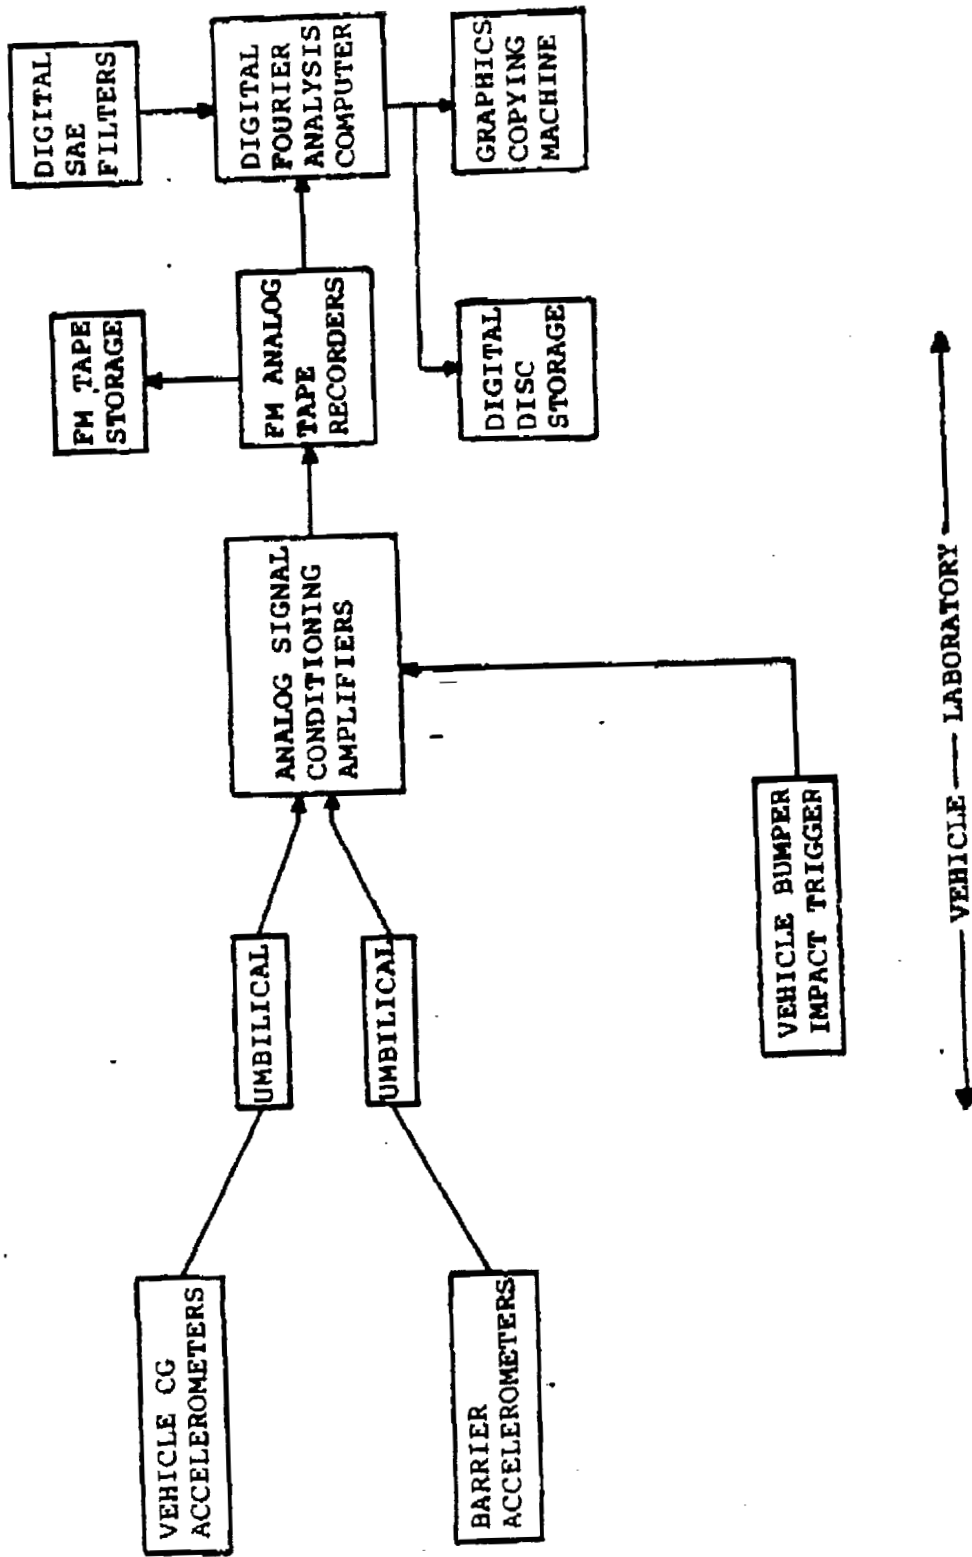 VEHICLE CG
ACCELEROMETERS
BARRIER
ACCELEROMETERS
UMBILICAL
UMBILICAL
VEHICLE BUMPER
IMPACT TRIGGER
ANALOG SIGNAL
CONDITIONING
AMPLIFIERS
FM TAPE
STORAGE
FM ANALOG
TAPE
RECORDERS
DIGITAL
DISC
STORAGE
DIGITAL
SAE
FILTERS
DIGITAL
FOURIER
ANALYSIS
COMPUTER
GRAPHICS
COPYING
MACHINE
VEHICLE — LABORATORY